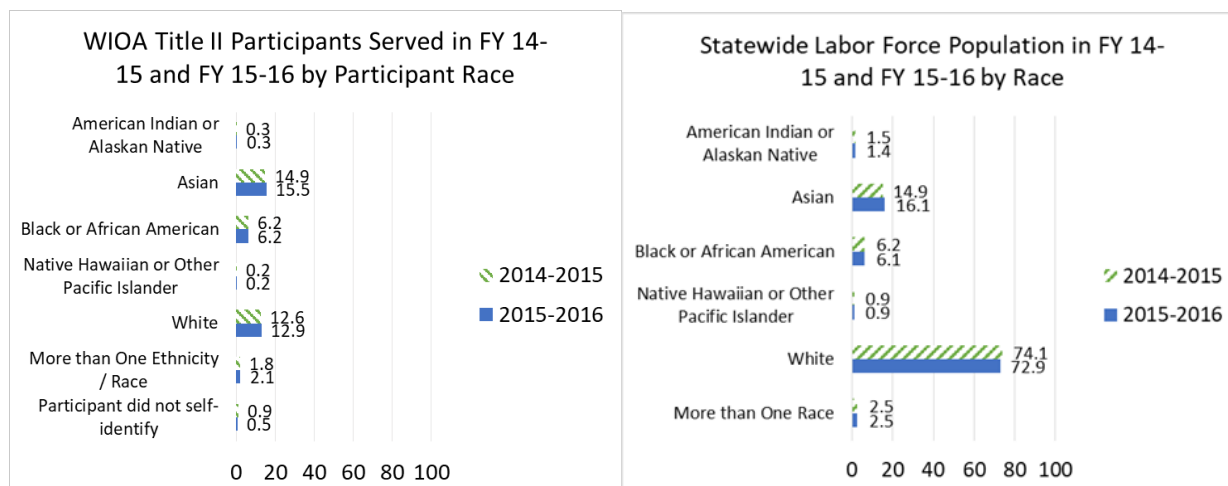 WIOA Title II Participants Served in FY 14-
15 and FY 15-16 by Participant Race
American Indian or
Alaskan Native
0.3
0.3
Asian
14.9
15.5
Black or African American
6.2
6.2
Native Hawaiian or Other
Pacific Islander
0.2
0.2
White
12.6
12.9
More than One Ethnicity
/ Race
1.8
2.1
Participant did not self-
identify
0.9
0.5
0 20 40 60 80 100
2014-2015
2015-2016
Statewide Labor Force Population in FY 14-
15 and FY 15-16 by Race
American Indian or
Alaskan Native
1.5
1.4
Asian
14.9
16.1
Black or African American
6.2
6.1
Native Hawaiian or Other
Pacific Islander
0.9
0.9
White
74.1
72.9
More than One Race
2.5
2.5
0 20 40 60 80 100
2014-2015
2015-2016